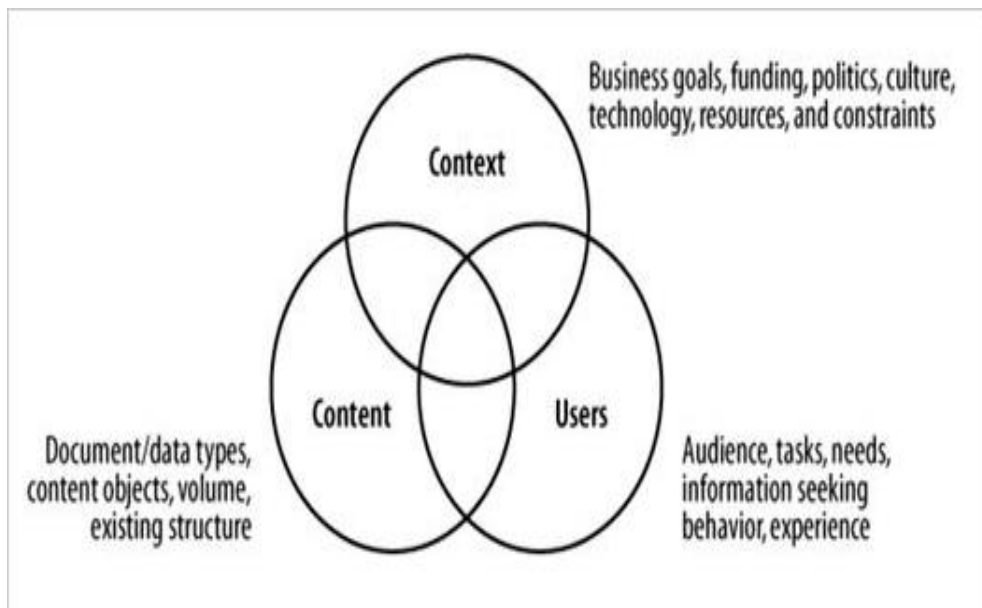 Business goals, funding, politics, culture,
technology, resources, and constraints
Context
Content
Users
Document/data types,
content objects, volume,
existing structure
Audience, tasks, needs,
information seeking
behavior, experience